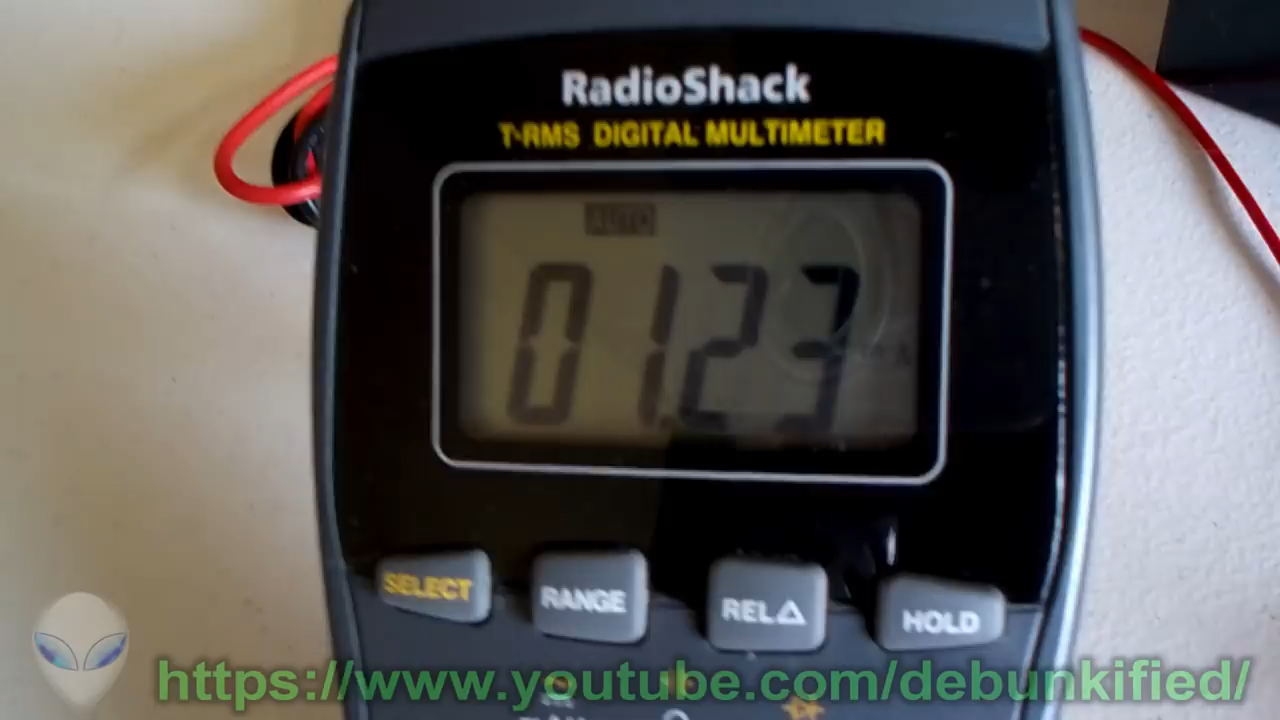 RadioShack
T-RMS DIGITAL MULTIMETER
AUTO
01.23
SELECT RANGE REL△ HOLD
https://www.youtube.com/debunkified/